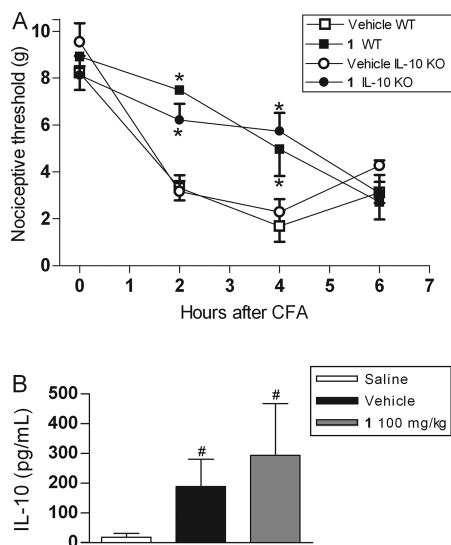 A
Nociceptive threshold (g)
10
8
6
4
2
0
Vehicle WT
1 WT
Vehicle IL-10 KO
1 IL-10 KO
*
*
*
*
0 1 2 3 4 5 6 7
Hours after CFA
B
IL-10 (pg/mL)
500
400
300
200
100
0
#
#
Saline
Vehicle
1 100 mg/kg